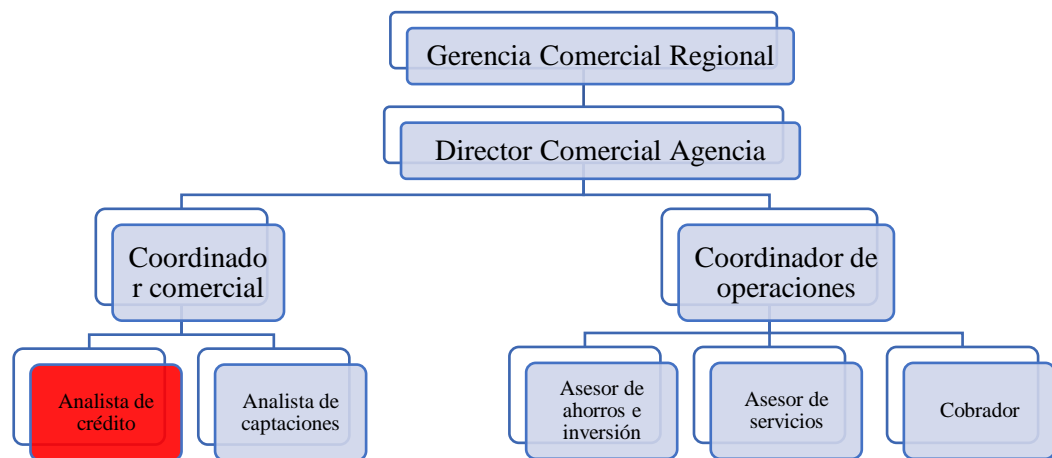 Gerencia Comercial Regional
Director Comercial Agencia
Coordinado
r comercial
Coordinador de
operaciones
Analista de
crédito
Analista de
captaciones
Asesor de
ahorros e
inversión
Asesor de
servicios
Cobrador